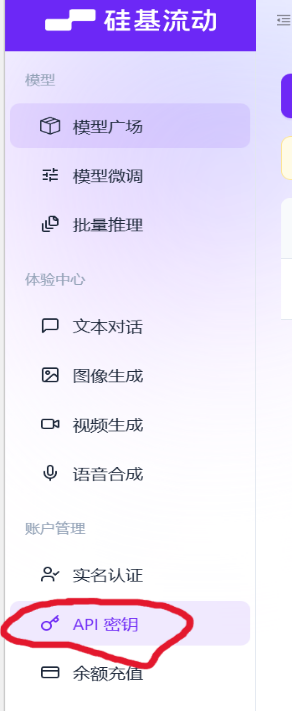 硅基流动
模型
模型广场
模型微调
批量推理
体验中心
文本对话
图像生成
视频生成
语音合成
账户管理
实名认证
API 密钥
余额充值